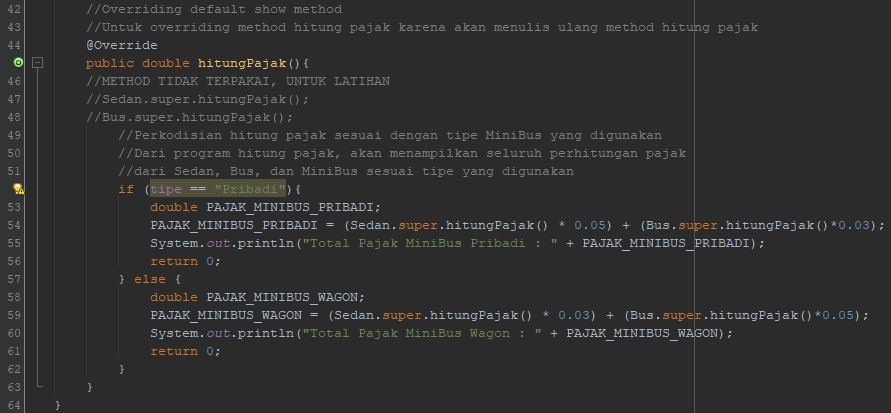 42 //Overriding default show method
43 //Untuk overriding method hitung pajak karena akan menulis ulang method hitung pajak
44 @Override
public double hitungPajak(){
46 //METHOD TIDAK TERPAKAI, UNTUK LATIHAN
47 //Sedan.super.hitungPajak();
48 //Bus.super.hitungPajak();
49 //Perkodisian hitung pajak sesuai dengan tipe MiniBus yang digunakan
50 //Dari program hitung pajak, akan menampilkan seluruh perhitungan pajak
51 //dari Sedan, Bus, dan MiniBus sesuai tipe yang digunakan
if (tipe == "Pribadi"){
53 double PAJAK_MINIBUS_PRIBADI;
54 PAJAK_MINIBUS_PRIBADI = (Sedan.super.hitungPajak() * 0.05) + (Bus.super.hitungPajak()*0.03);
55 System.out.println("Total Pajak MiniBus Pribadi : " + PAJAK_MINIBUS_PRIBADI);
56 return 0;
57 } else {
58 double PAJAK_MINIBUS_WAGON;
59 PAJAK_MINIBUS_WAGON = (Sedan.super.hitungPajak() * 0.03) + (Bus.super.hitungPajak()*0.05);
60 System.out.println("Total Pajak MiniBus Wagon : " + PAJAK_MINIBUS_WAGON);
61 return 0;
62 }
63 }
64 }